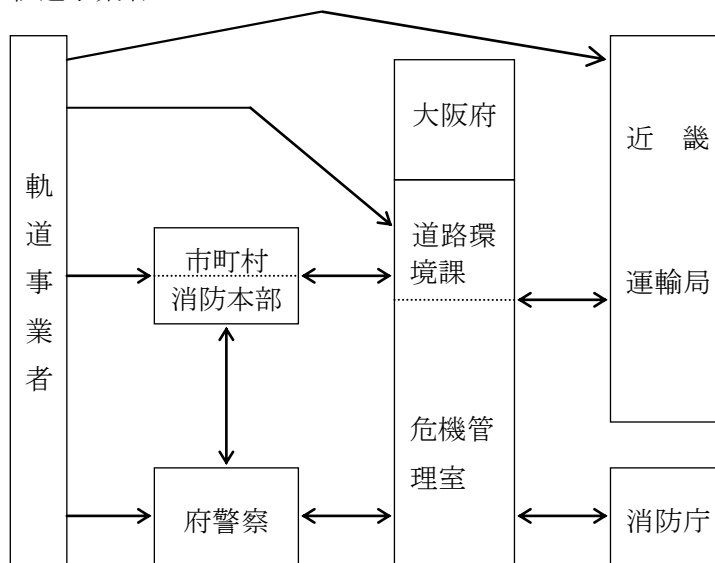 軌道事業者
市町村
消防本部
府警察
大阪府
道路環
境課
危機管
理室
近 畿
運輸局
消防庁